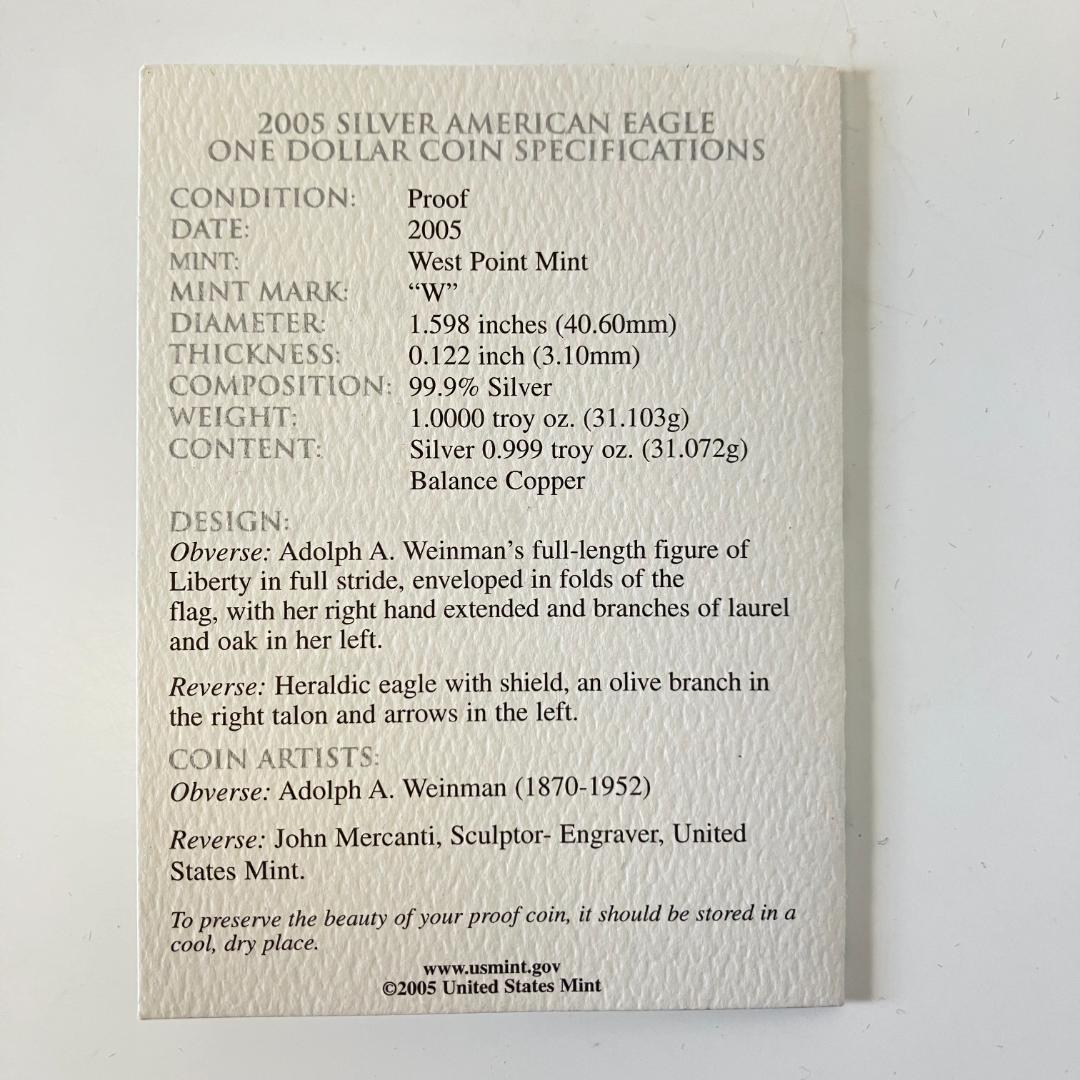 2005 SILVER AMERICAN EAGLE
ONE DOLLAR COIN SPECIFICATIONS
CONDITION: Proof
DATE: 2005
MINT: West Point Mint
MINT MARK: “W”
DIAMETER: 1.598 inches (40.60mm)
THICKNESS: 0.122 inch (3.10mm)
COMPOSITION: 99.9% Silver
WEIGHT: 1.0000 troy oz. (31.103g)
CONTENT: Silver 0.999 troy oz. (31.072g)
Balance Copper
DESIGN:
Obverse: Adolph A. Weinman’s full-length figure of
Liberty in full stride, enveloped in folds of the
flag, with her right hand extended and branches of laurel
and oak in her left.
Reverse: Heraldic eagle with shield, an olive branch in
the right talon and arrows in the left.
COIN ARTISTS:
Obverse: Adolph A. Weinman (1870-1952)
Reverse: John Mercanti, Sculptor- Engraver, United
States Mint.
To preserve the beauty of your proof coin, it should be stored in a
cool, dry place.
www.usmint.gov
©2005 United States Mint